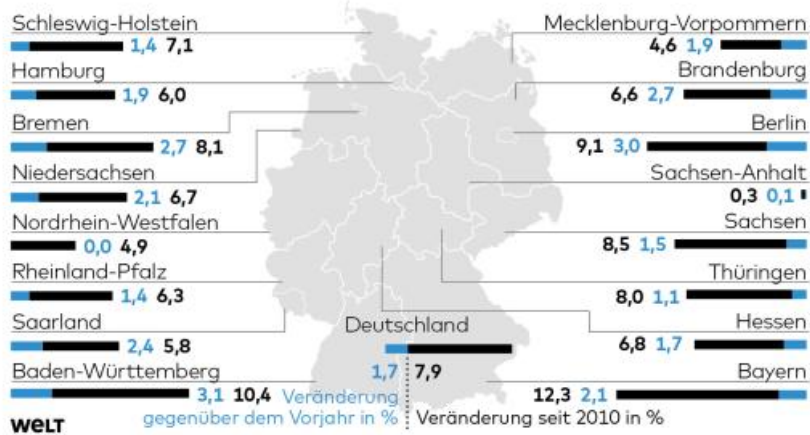 Schleswig-Holstein
1,4 7,1
Hamburg
1,9 6,0
Bremen
2,7 8,1
Niedersachsen
2,1 6,7
Nordrhein-Westfalen
0,0 4,9
Rheinland-Pfalz
1,4 6,3
Saarland
2,4 5,8
Baden-Württemberg
3,1 10,4
Mecklenburg-Vorpommern
4,6 1,9
Brandenburg
6,6 2,7
Berlin
9,1 3,0
Sachsen-Anhalt
0,3 0,1
Sachsen
8,5 1,5
Thüringen
8,0 1,1
Hessen
6,8 1,7
Bayern
12,3 2,1
Deutschland
1,7 7,9
Veränderung
gegenüber dem Vorjahr in %
Veränderung seit 2010 in %
WELT